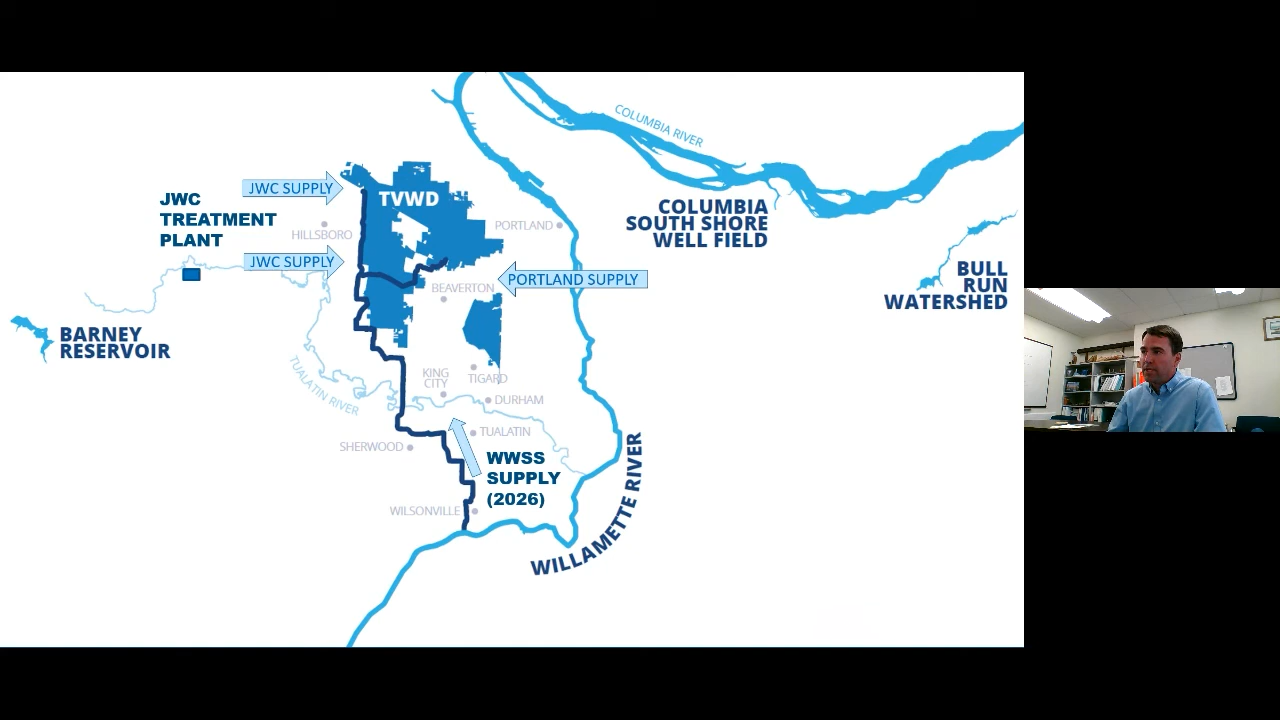 COLUMBIA RIVER
JWC SUPPLY
TVWD
JWC
TREATMENT
PLANT
HILLSBORO
PORTLAND
COLUMBIA
SOUTH SHORE
WELL FIELD
JWC SUPPLY
PORTLAND SUPPLY
BEAVERTON
BULL
RUN
WATERSHED
BARNEY
RESERVOIR
TUALATIN RIVER
KING
CITY
TIGARD
DURHAM
TUALATIN
SHERWOOD
WWSS
SUPPLY
(2026)
WILSONVILLE
WILLAMETTE RIVER